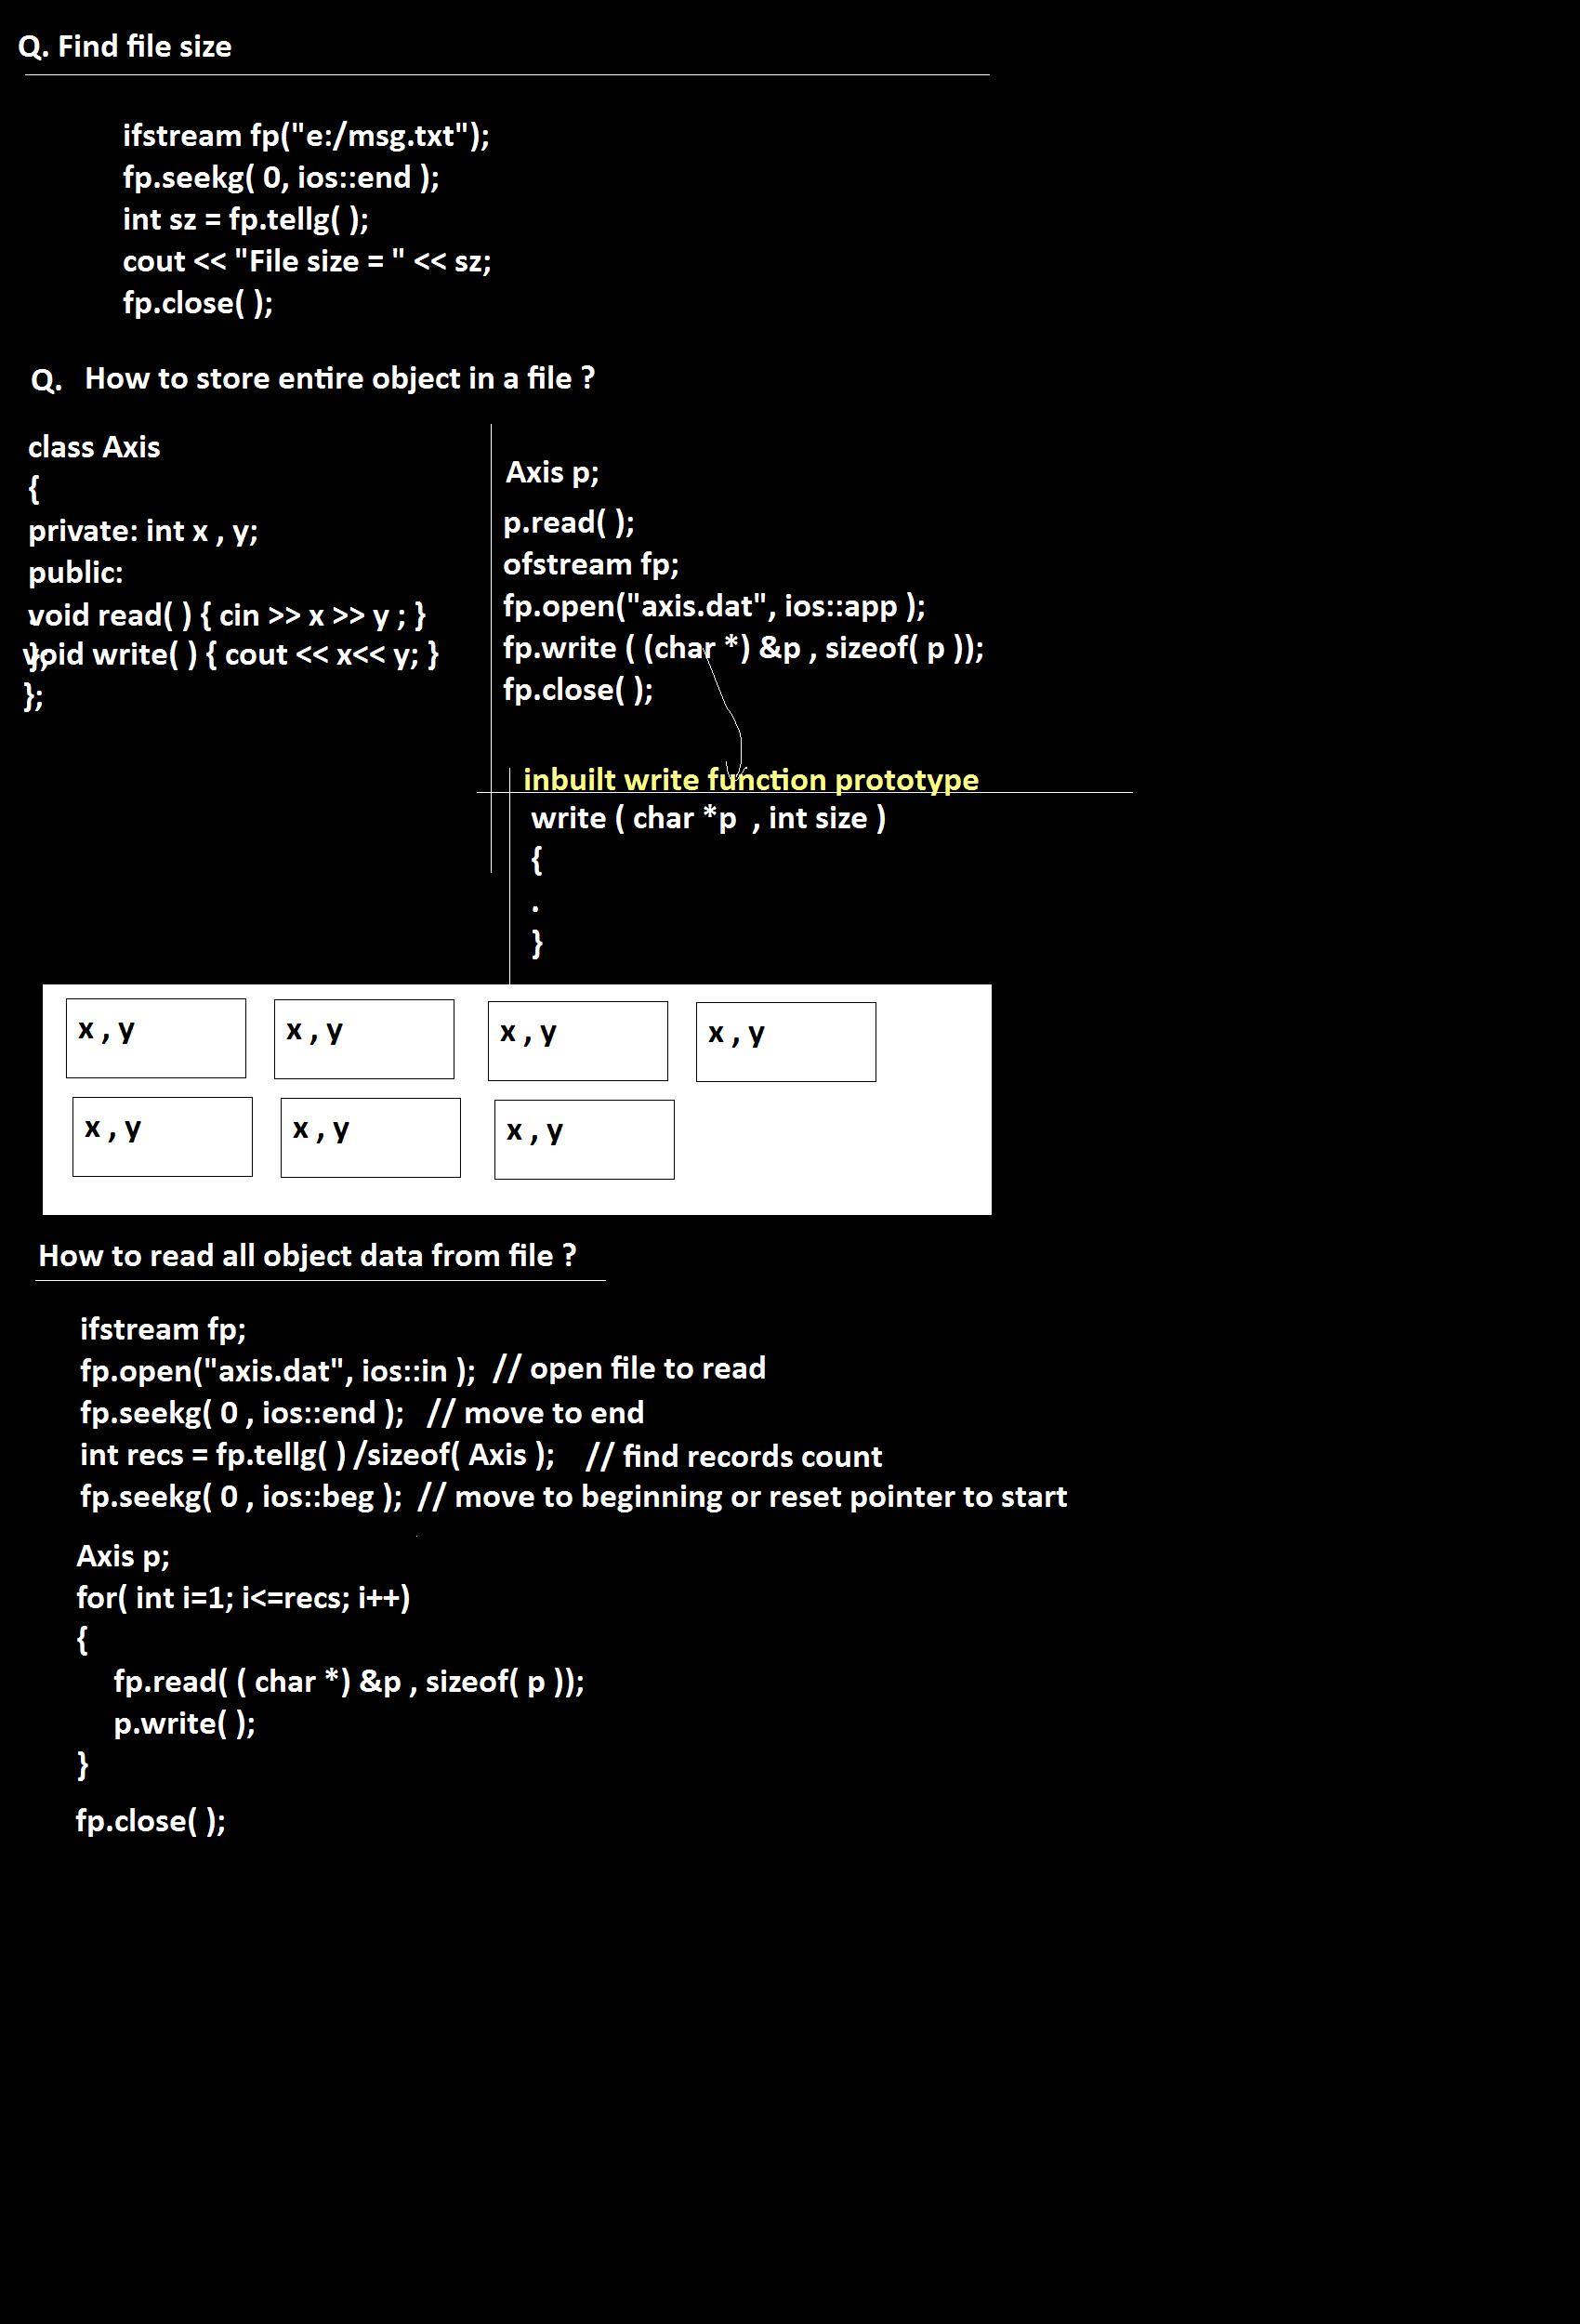 Q. Find file size
ifstream fp("e:/msg.txt");
fp.seekg( 0, ios::end );
int sz = fp.tellg( );
cout << "File size = " << sz;
fp.close( );
Q. How to store entire object in a file ?
class Axis
{
private: int x , y;
public:
void read( ) { cin >> x >> y ; }
void write( ) { cout << x<< y; }
};
};
Axis p;
p.read( );
ofstream fp;
fp.open("axis.dat", ios::app );
fp.write ( (char *) &p , sizeof( p ));
fp.close( );
inbuilt write function prototype
write ( char *p , int size )
{
.
}
x , y x , y x , y x , y
x , y x , y x , y
How to read all object data from file ?
ifstream fp;
fp.open("axis.dat", ios::in ); // open file to read
fp.seekg( 0 , ios::end ); // move to end
int recs = fp.tellg( ) /sizeof( Axis ); // find records count
fp.seekg( 0 , ios::beg ); // move to beginning or reset pointer to start
Axis p;
for( int i=1; i<=recs; i++)
{
fp.read( ( char *) &p , sizeof( p ));
p.write( );
}
fp.close( );